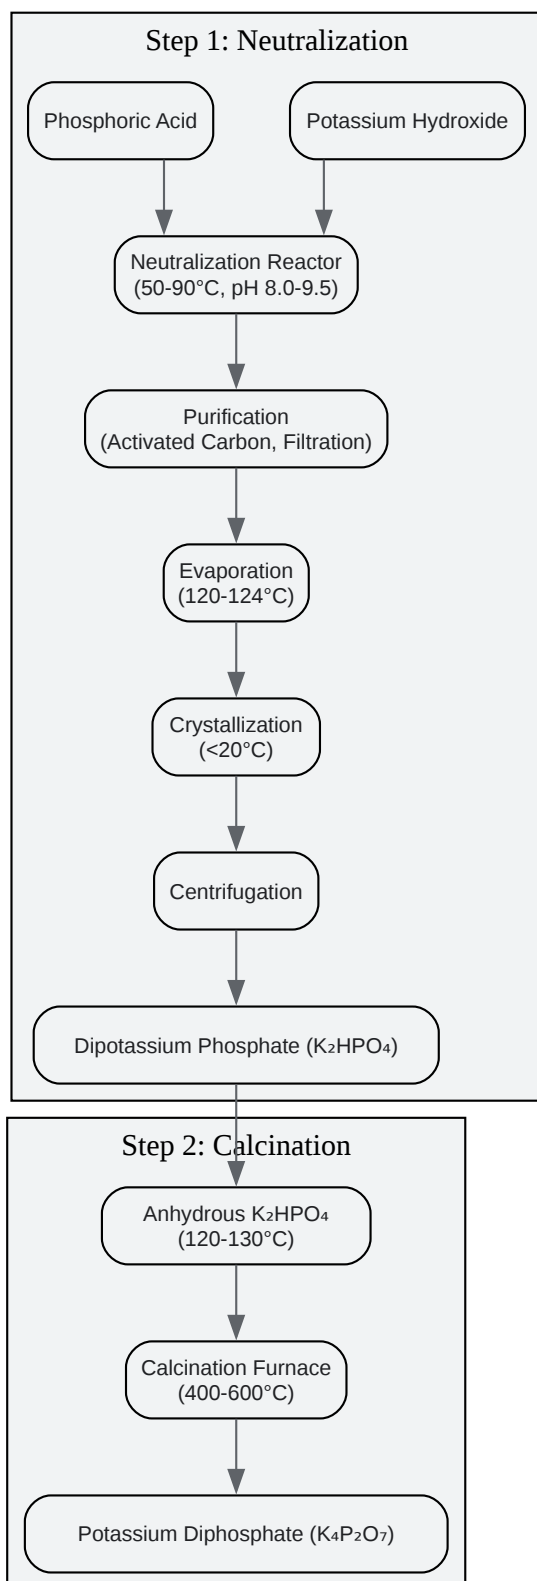 Step 1: Neutralization
Phosphoric Acid
Potassium Hydroxide
Neutralization Reactor
(50-90°C, pH 8.0-9.5)
Purification
(Activated Carbon, Filtration)
Evaporation
(120-124°C)
Crystallization
(<20°C)
Centrifugation
Dipotassium Phosphate (K₂HPO₄)
Step 2: Calcination
Anhydrous K₂HPO₄
(120-130°C)
Calcination Furnace
(400-600°C)
Potassium Diphosphate (K₄P₂O₇)